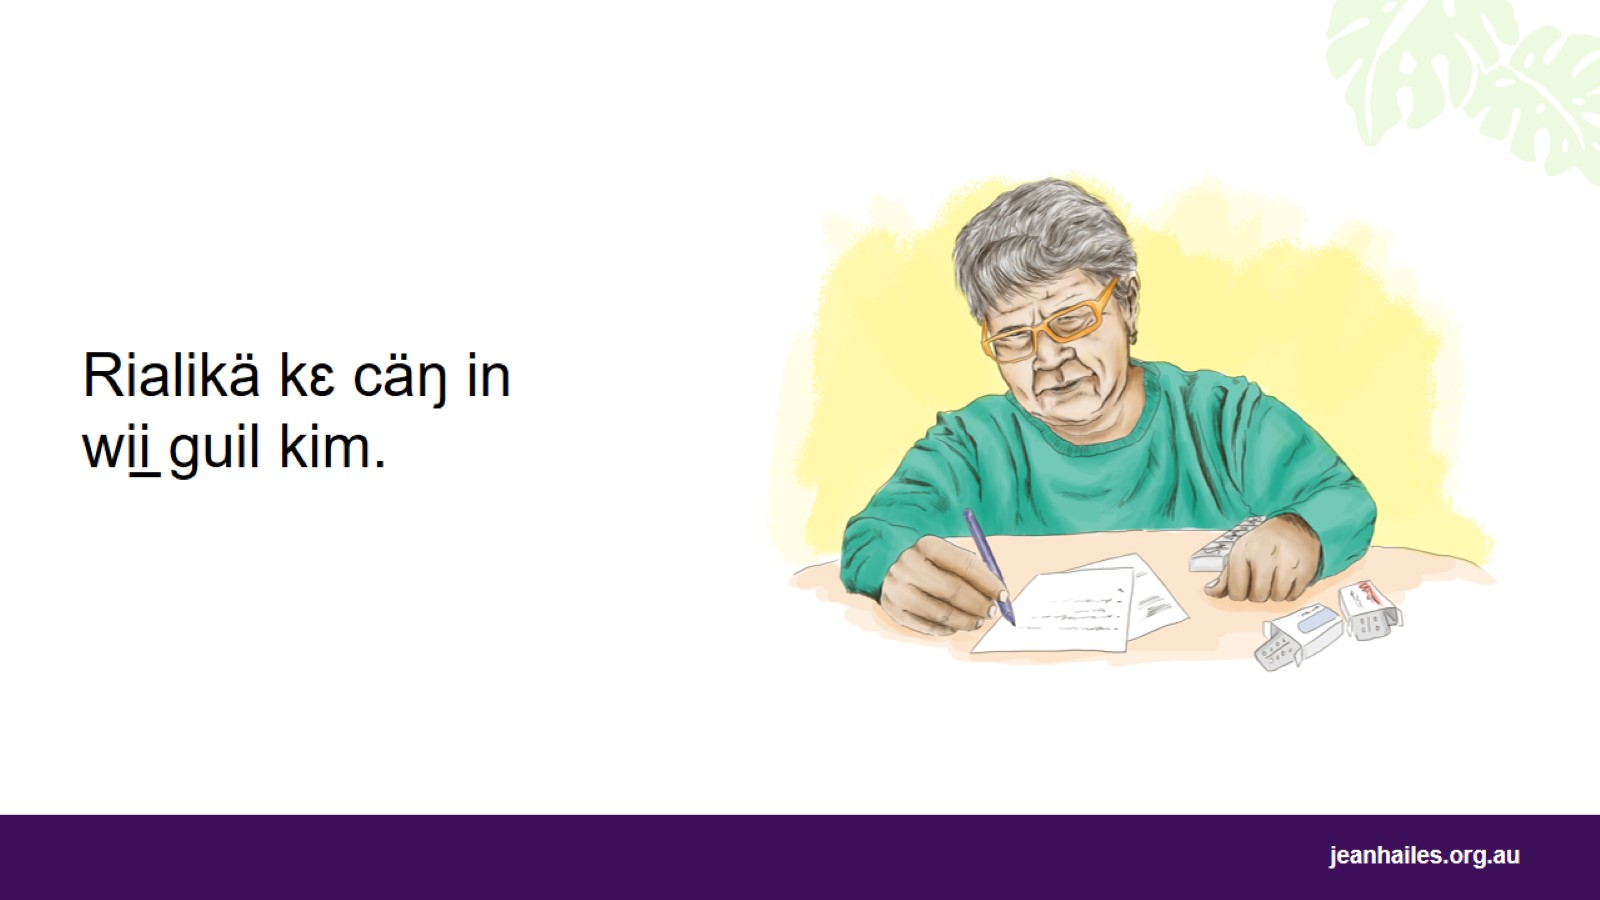 Rialikä kɛ cäŋ in
wi̱i̱ guil kim.
jeanhailes.org.au